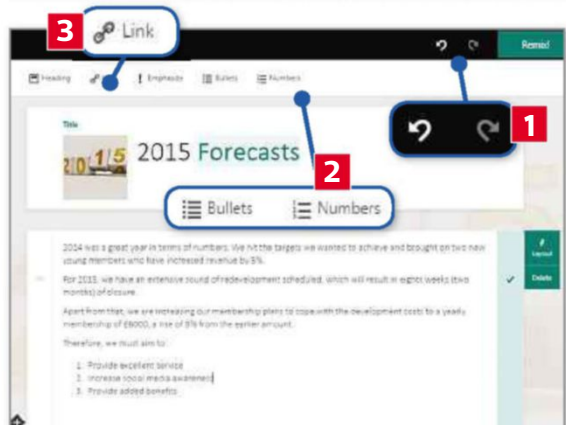 3 Link
Remix!
Heading Emphasize Bullets Numbers
1
Title
2015 2015 Forecasts
2
Bullets Numbers
2014 was a great year in terms of numbers. We hit the targets we wanted to achieve and brought on two new
young members who have increased revenue by 5%.
For 2015, we have an extensive round of redevelopment scheduled, which will result in eights weeks (two
months) of closure.
Apart from that, we are increasing our membership plans to cope with the development costs to a yearly
membership of £6000, a rise of 5% from the earlier amount.
Therefore, we must aim to:
1. Provide excellent service
2. Increase social media awareness
3. Provide added benefits
Layout
Delete